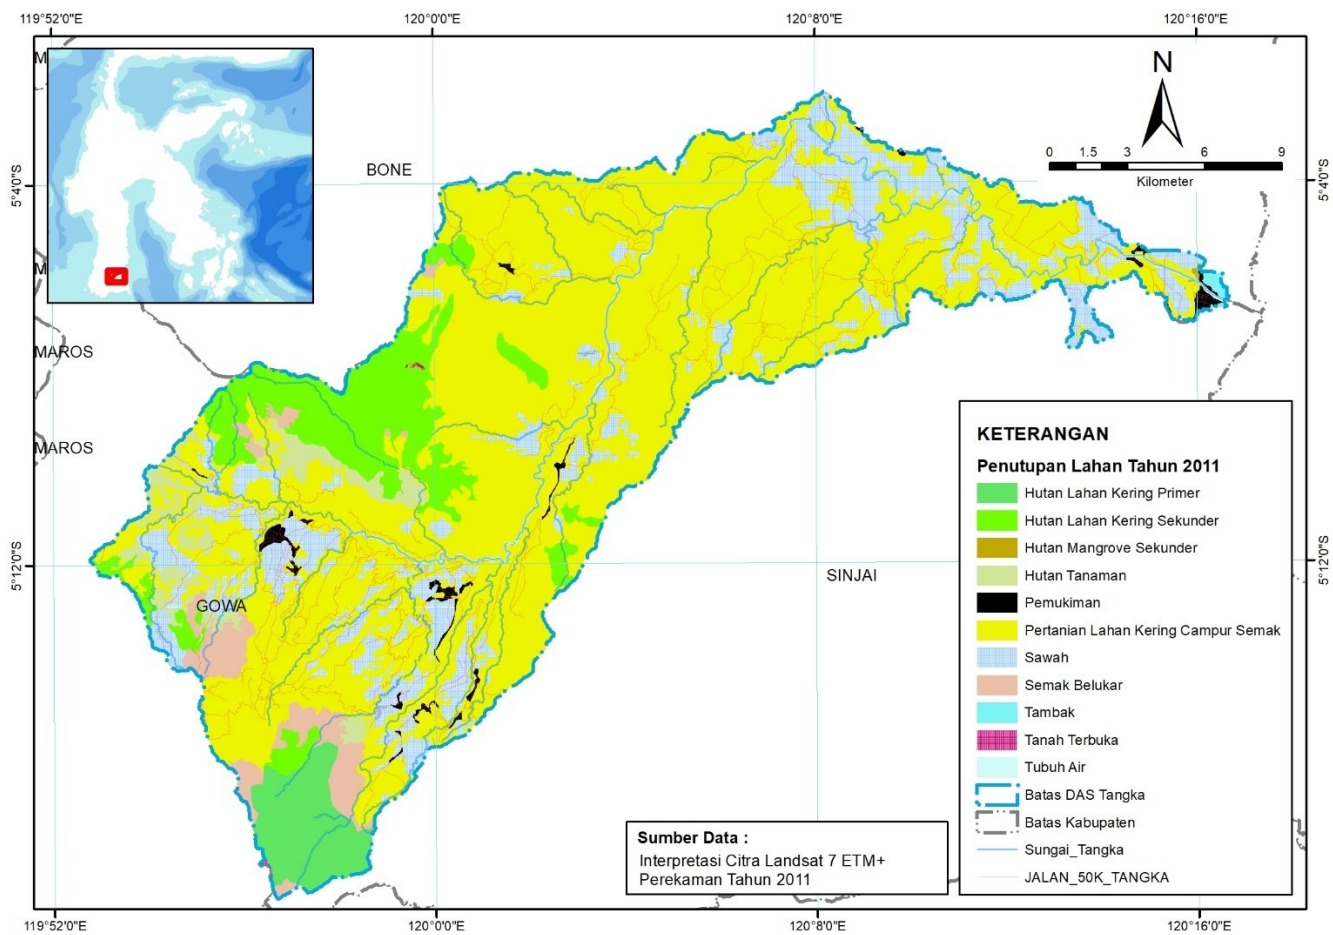 119°52'0"E 120°0'0"E 120°8'0"E 120°16'0"E
N
0 1.5 3 6 9
Kilometer
BONE
5°4'0"S 5°4'0"S
MAROS
MAROS
KETERANGAN
Penutupan Lahan Tahun 2011
Hutan Lahan Kering Primer
Hutan Lahan Kering Sekunder
Hutan Mangrove Sekunder
Hutan Tanaman
Pemukiman
Pertanian Lahan Kering Campur Semak
Sawah
Semak Belukar
Tambak
Tanah Terbuka
Tubuh Air
Batas DAS Tangka
Batas Kabupaten
Sungai_Tangka
JALAN_50K_TANGKA
5°12'0"S 5°12'0"S
SINJAI
GOWA
Sumber Data :
Interpretasi Citra Landsat 7 ETM+
Perekaman Tahun 2011
119°52'0"E 120°0'0"E 120°8'0"E 120°16'0"E